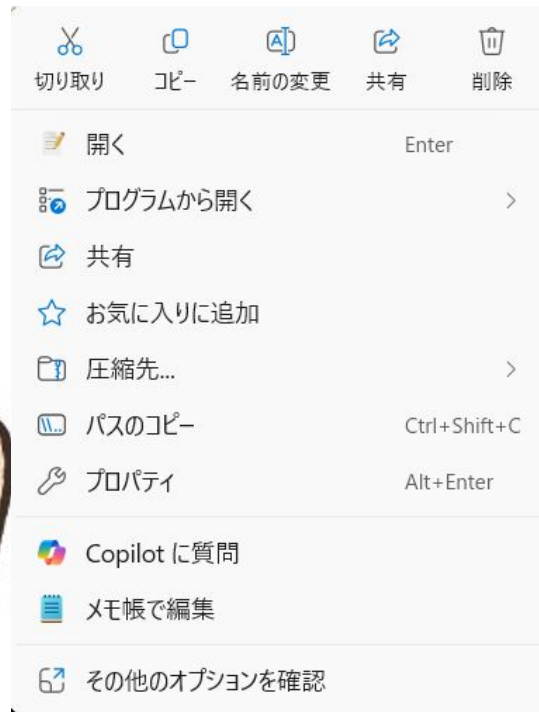 切り取り コピー 名前の変更 共有 削除
開く Enter
プログラムから開く
共有
お気に入りに追加
圧縮先...
パスのコピー Ctrl+Shift+C
プロパティ Alt+Enter
Copilot に質問
メモ帳で編集
その他のオプションを確認